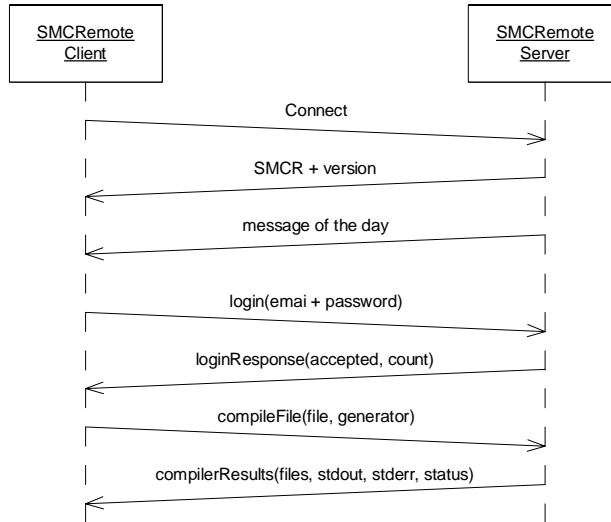 SMCRemote
Client
SMCRemote
Server
Connect
SMCR + version
message of the day
login(emai + password)
loginResponse(accepted, count)
compileFile(file, generator)
compilerResults(files, stdout, stderr, status)